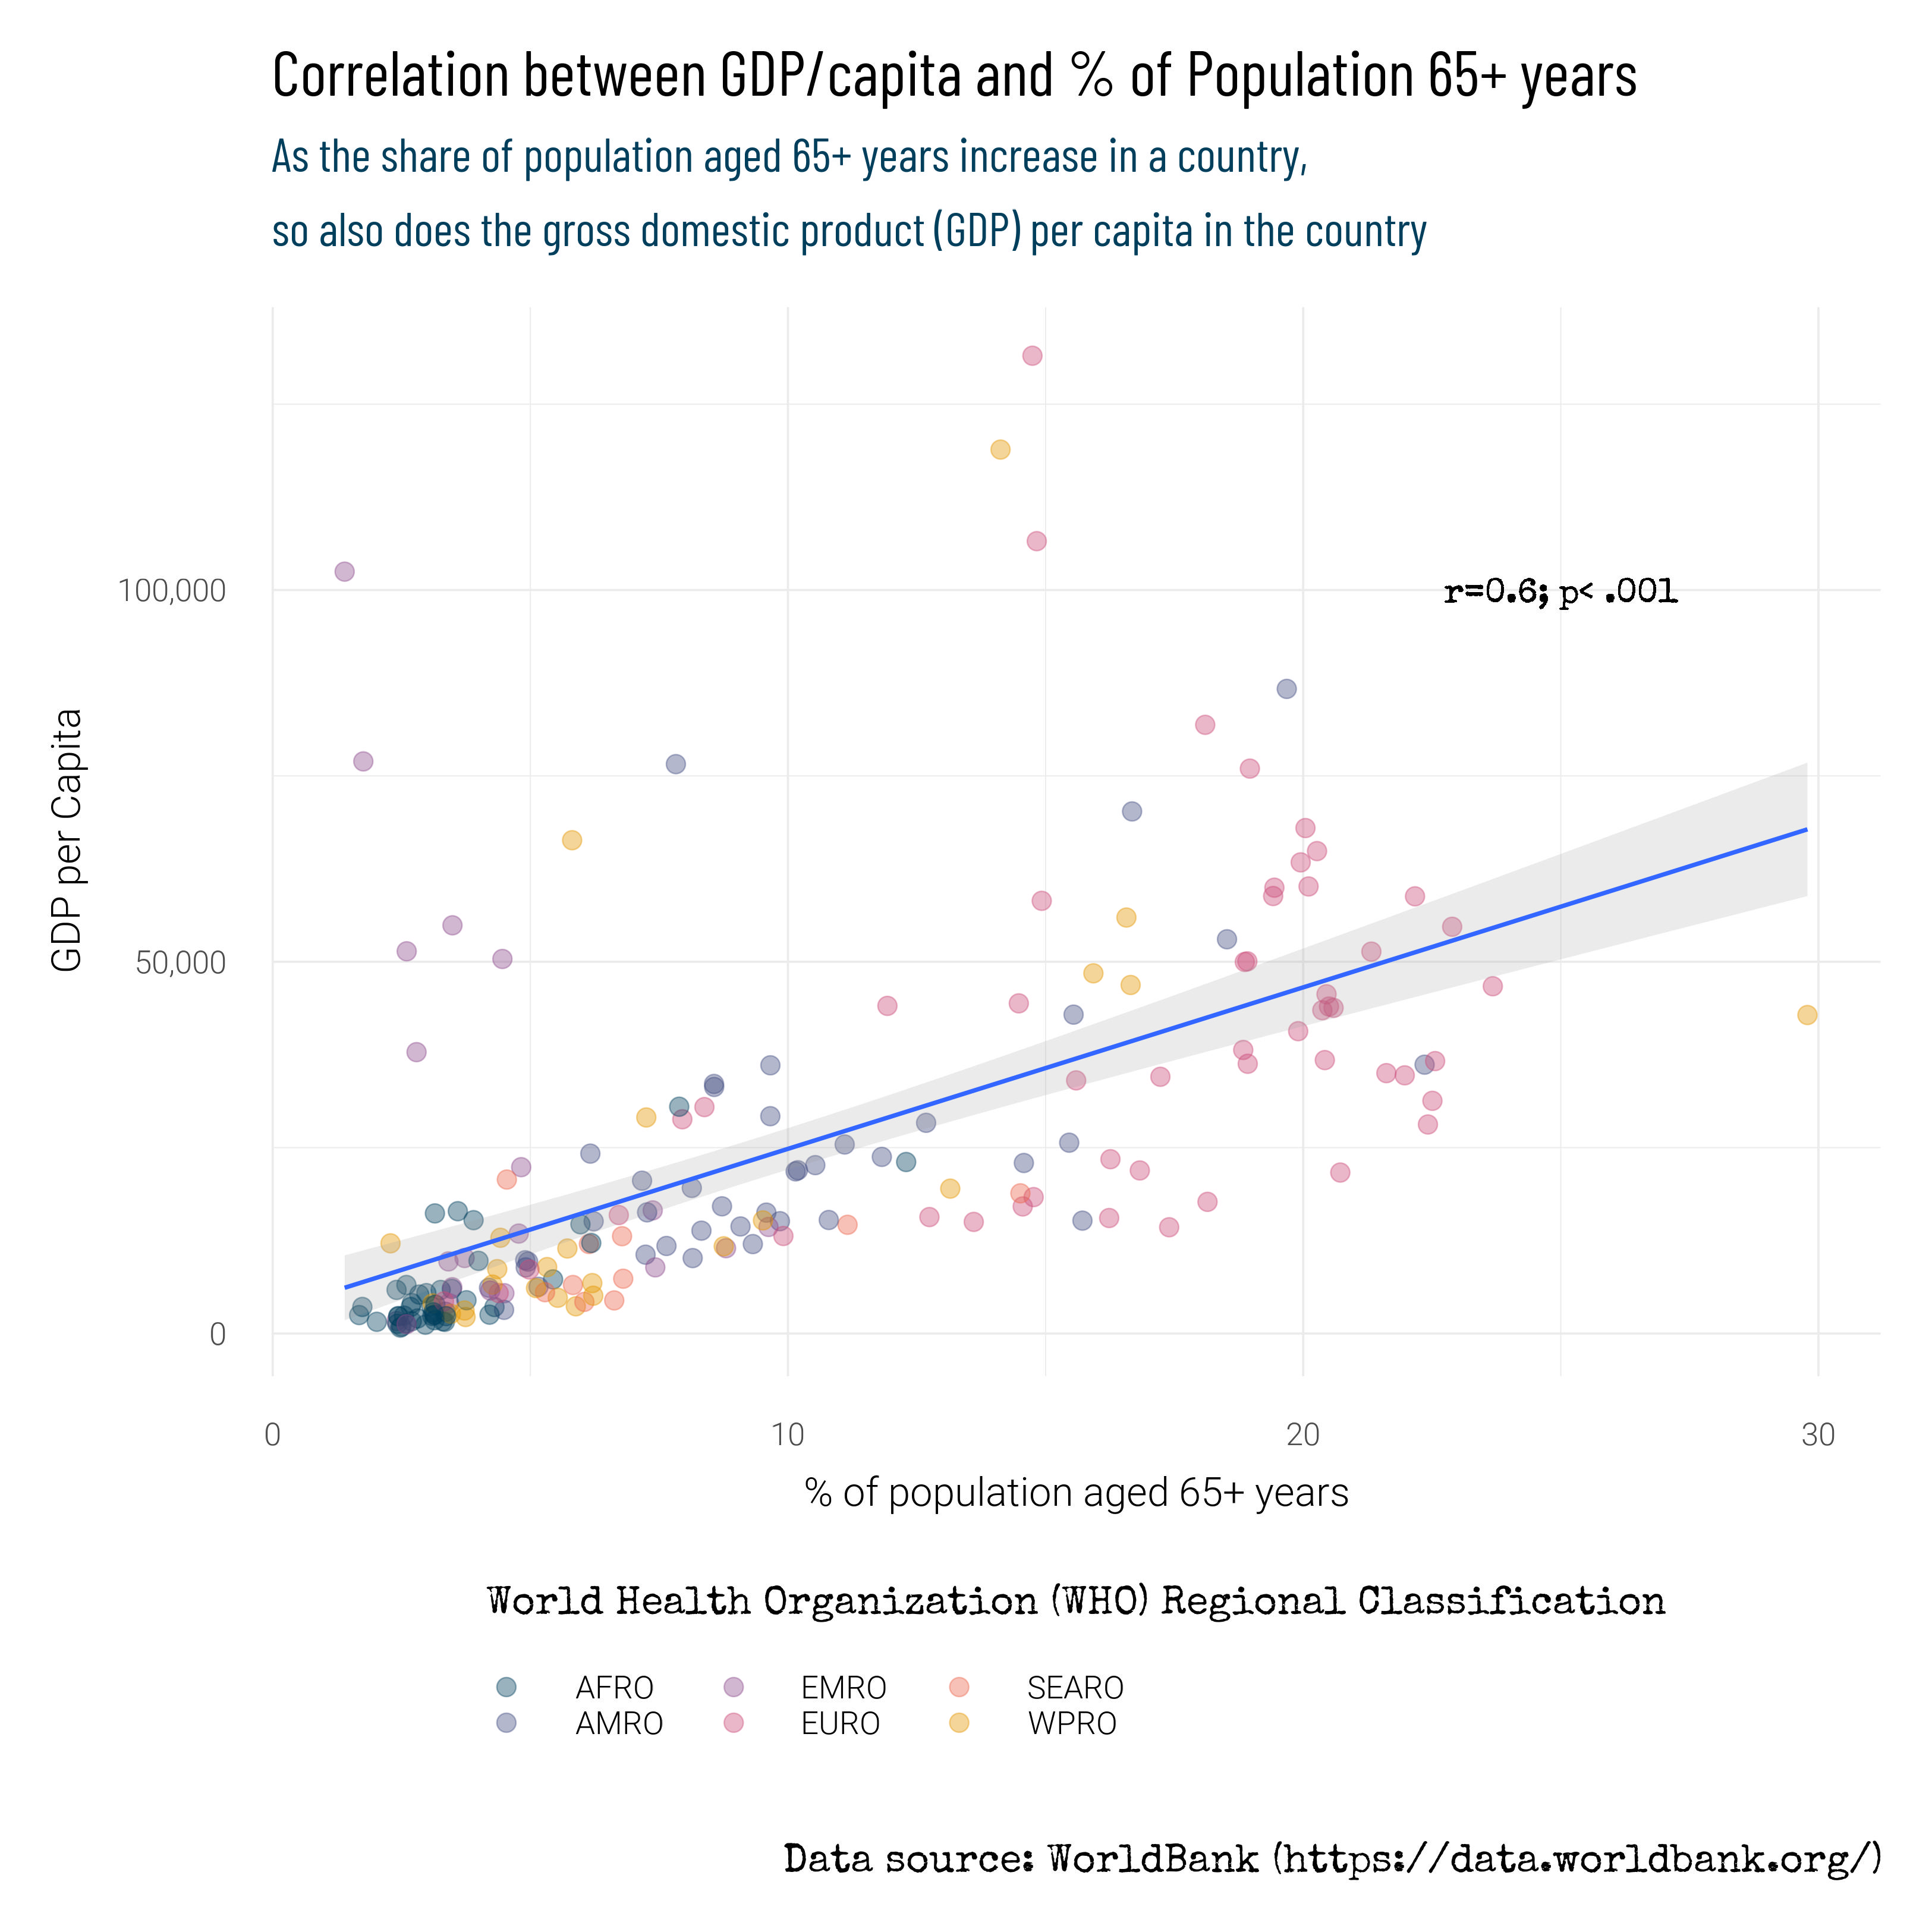 Correlation between GDP/capita and % of Population 65+ years
As the share of population aged 65+ years increase in a country,
so also does the gross domestic product (GDP) per capita in the country
100,000
r=0.6; p< .001
GDP per Capita
50,000
0
0 10 20 30
% of population aged 65+ years
World Health Organization (WHO) Regional Classification
AFRO EMRO SEARO
AMRO EURO WPRO
Data source: WorldBank (https://data.worldbank.org/)